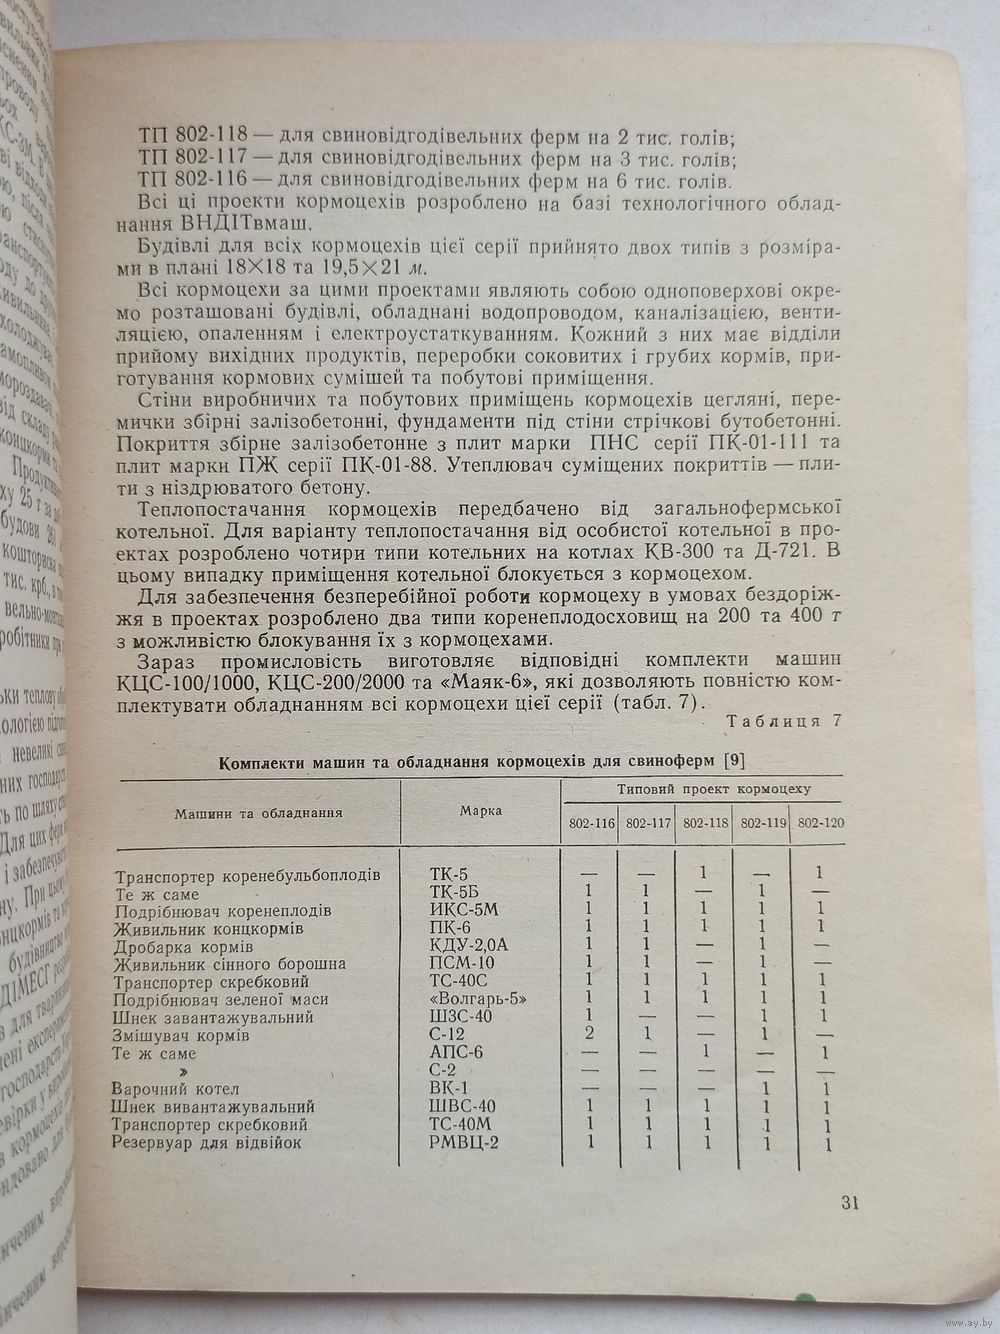 ТП 802-118 — для свиновідгодівельних ферм на 2 тис. голів;
ТП 802-117 — для свиновідгодівельних ферм на 3 тис. голів;
ТП 802-116 — для свиновідгодівельних ферм на 6 тис. голів.
Всі ці проекти кормоцехів розроблено на базі технологічного облад-
нання ВНДІТвмаш.
Будівлі для всіх кормоцехів цієї серії прийнято двох типів з розміра-
ми в плані 18×18 та 19,5×21 м.
Всі кормоцехи за цими проектами являють собою одноповерхові окре-
мо розташовані будівлі, обладнані водопроводом, каналізацією, венти-
ляцією, опаленням і електроустаткуванням. Кожний з них має відділи
прийому вихідних продуктів, переробки соковитих і грубих кормів, при-
готування кормових сумішей та побутові приміщення.
Стіни виробничих та побутових приміщень кормоцехів цегляні, пере-
мички збірні залізобетонні, фундаменти під стіни стрічкові бутобетонні.
Покриття збірне залізобетонне з плит марки ПНС серії ПК-01-111 та
плит марки ПЖ серії ПК-01-88. Утеплювач суміщених покриттів — пли-
ти з ніздрюватого бетону.
Теплопостачання кормоцехів передбачено від загальнофермської
котельної. Для варіанту теплопостачання від особистої котельної в про-
ектах розроблено чотири типи котельних на котлах КВ-300 та Д-721. В
цьому випадку приміщення котельної блокується з кормоцехом.
Для забезпечення безперебійної роботи кормоцеху в умовах бездоріж-
жя в проектах розроблено два типи коренеплодосховищ на 200 та 400 т
з можливістю блокування їх з кормоцехами.
Зараз промисловість виготовляє відповідні комплекти машин
КЦС-100/1000, КЦС-200/2000 та «Маяк-6», які дозволяють повністю ком-
плектувати обладнанням всі кормоцехи цієї серії (табл. 7).
Таблиця 7
Комплекти машин та обладнання кормоцехів для свиноферм [9]
Машини та обладнання Марка Типовий проект кормоцеху
802-116 802-117 802-118 802-119 802-120
Транспортер коренебульбоплодів ТК-5 — — 1 — 1
Те ж саме ТК-5Б 1 1 — 1 —
Подрібнювач коренеплодів ИКС-5М 1 1 1 1 1
Живильник концкормів ПК-6 1 1 1 1 1
Дробарка кормів КДУ-2,0А 1 1 — 1 —
Живильник сінного борошна ПСМ-10 1 1 — 1 —
Транспортер скребковий ТС-40С 1 1 1 1 1
Подрібнювач зеленої маси «Волгарь-5» 1 1 1 1 1
Шнек завантажувальний ШЗС-40 1 — — 1 1
Змішувач кормів С-12 2 1 — 1 —
Те ж саме АПС-6 — — 1 — 1
» С-2 — — — — —
Варочний котел ВК-1 — — — 1 1
Шнек вивантажувальний ШВС-40 1 1 1 1 1
Транспортер скребковий ТС-40М 1 1 1 1 1
Резервуар для відвійок РМВЦ-2 1 1 1 1 1
31
www.ay.by